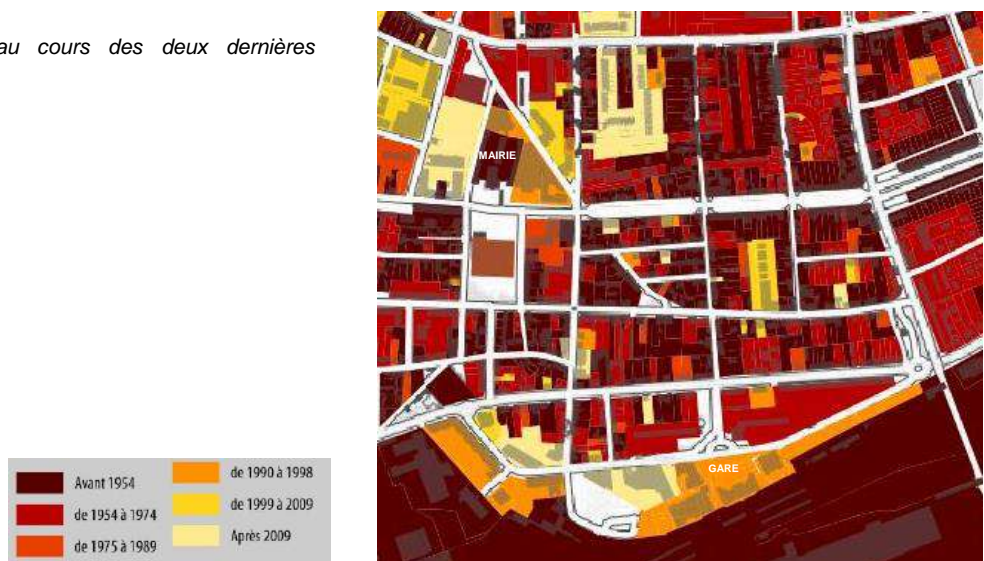 au cours des deux dernières
MAIRIE
GARE
Avant 1954
de 1954 à 1974
de 1975 à 1989
de 1990 à 1998
de 1999 à 2009
Après 2009